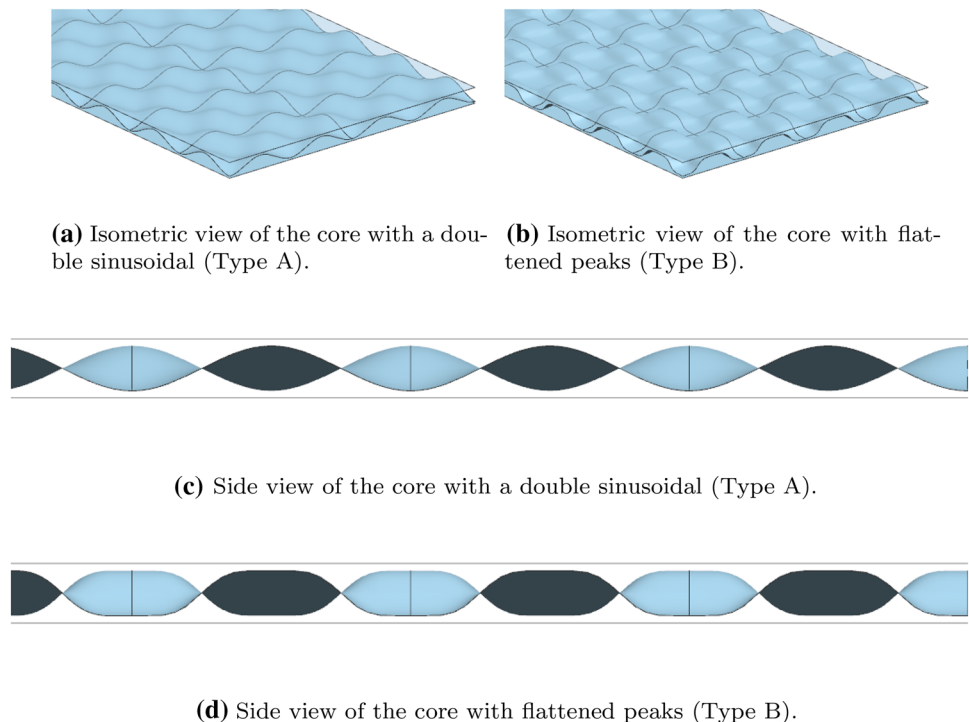 (a) Isometric view of the core with a dou-
ble sinusoidal (Type A).
(b) Isometric view of the core with flat-
tened peaks (Type B).
(c) Side view of the core with a double sinusoidal (Type A).
(d) Side view of the core with flattened peaks (Type B).